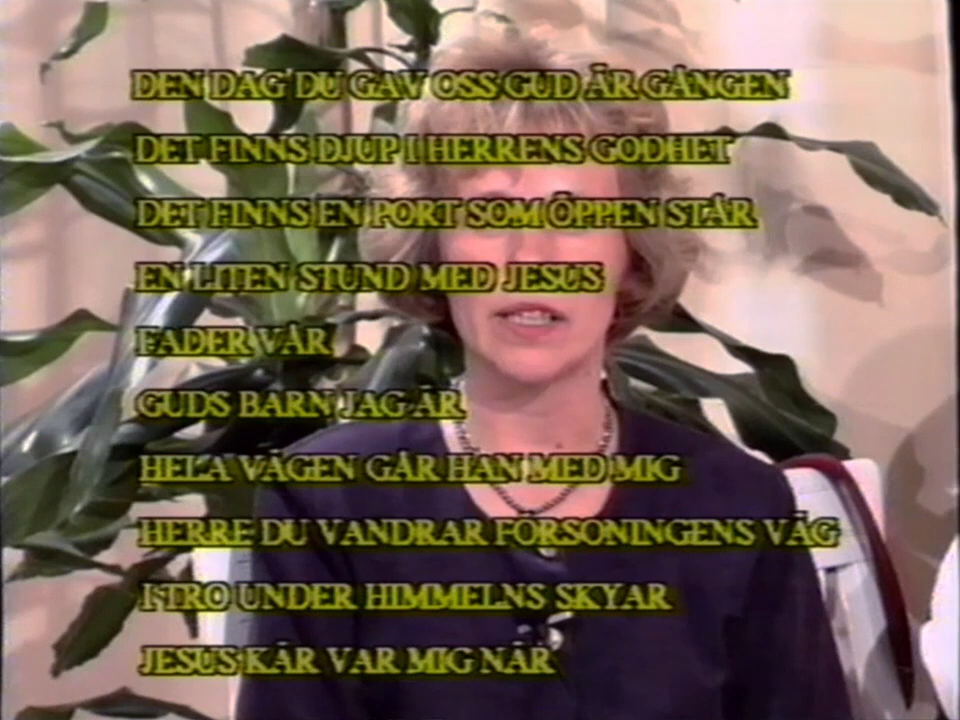 DEN DAG DU GAV OSS GUD ÄR GÅNGEN
DET FINNS DJUP I HERRENS GODHET
DET FINNS EN PORT SOM ÖPPEN STÅR
EN LITEN STUND MED JESUS
FADER VÅR
GUDS BARN JAG ÄR
HELA VÄGEN GÅR HAN MED MIG
HERRE DU VANDRAR FÖRSONINGENS VÄG
I TRO UNDER HIMMELNS SKYAR
JESUS KÄR VAR MIG NÄR